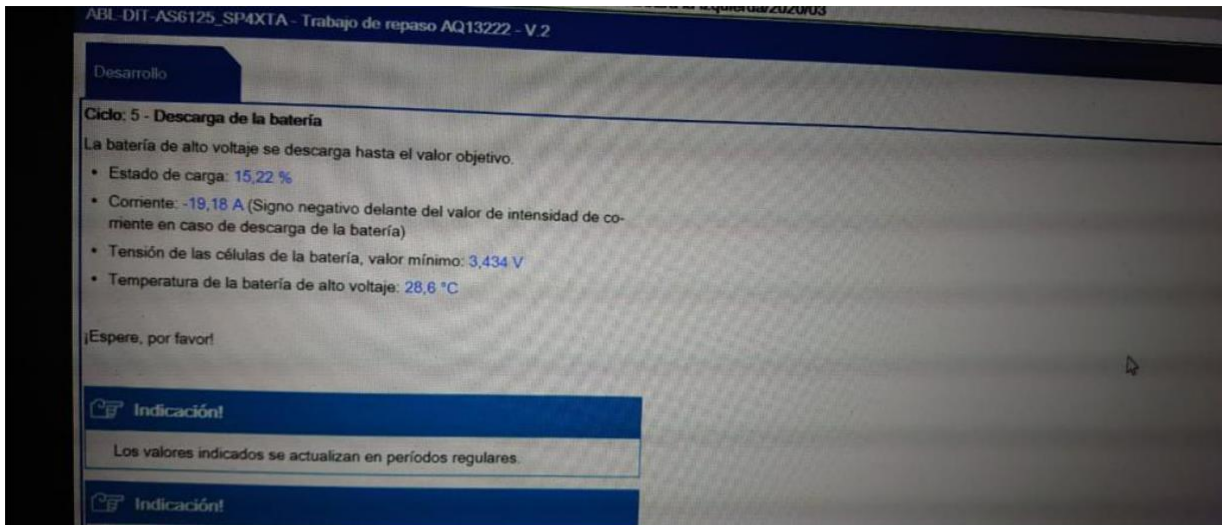 ABL-DIT-AS6125_SP4XTA - Trabajo de repaso AQ13222 - V.2
Desarrollo
Ciclo: 5 - Descarga de la batería
La batería de alto voltaje se descarga hasta el valor objetivo.
• Estado de carga: 15,22 %
• Corriente: -19,18 A (Signo negativo delante del valor de intensidad de co-
rriente en caso de descarga de la batería)
• Tensión de las células de la batería, valor mínimo: 3,434 V
• Temperatura de la batería de alto voltaje: 28,6 °C
¡Espere, por favor!
Indicación!
Los valores indicados se actualizan en períodos regulares.
Indicación!